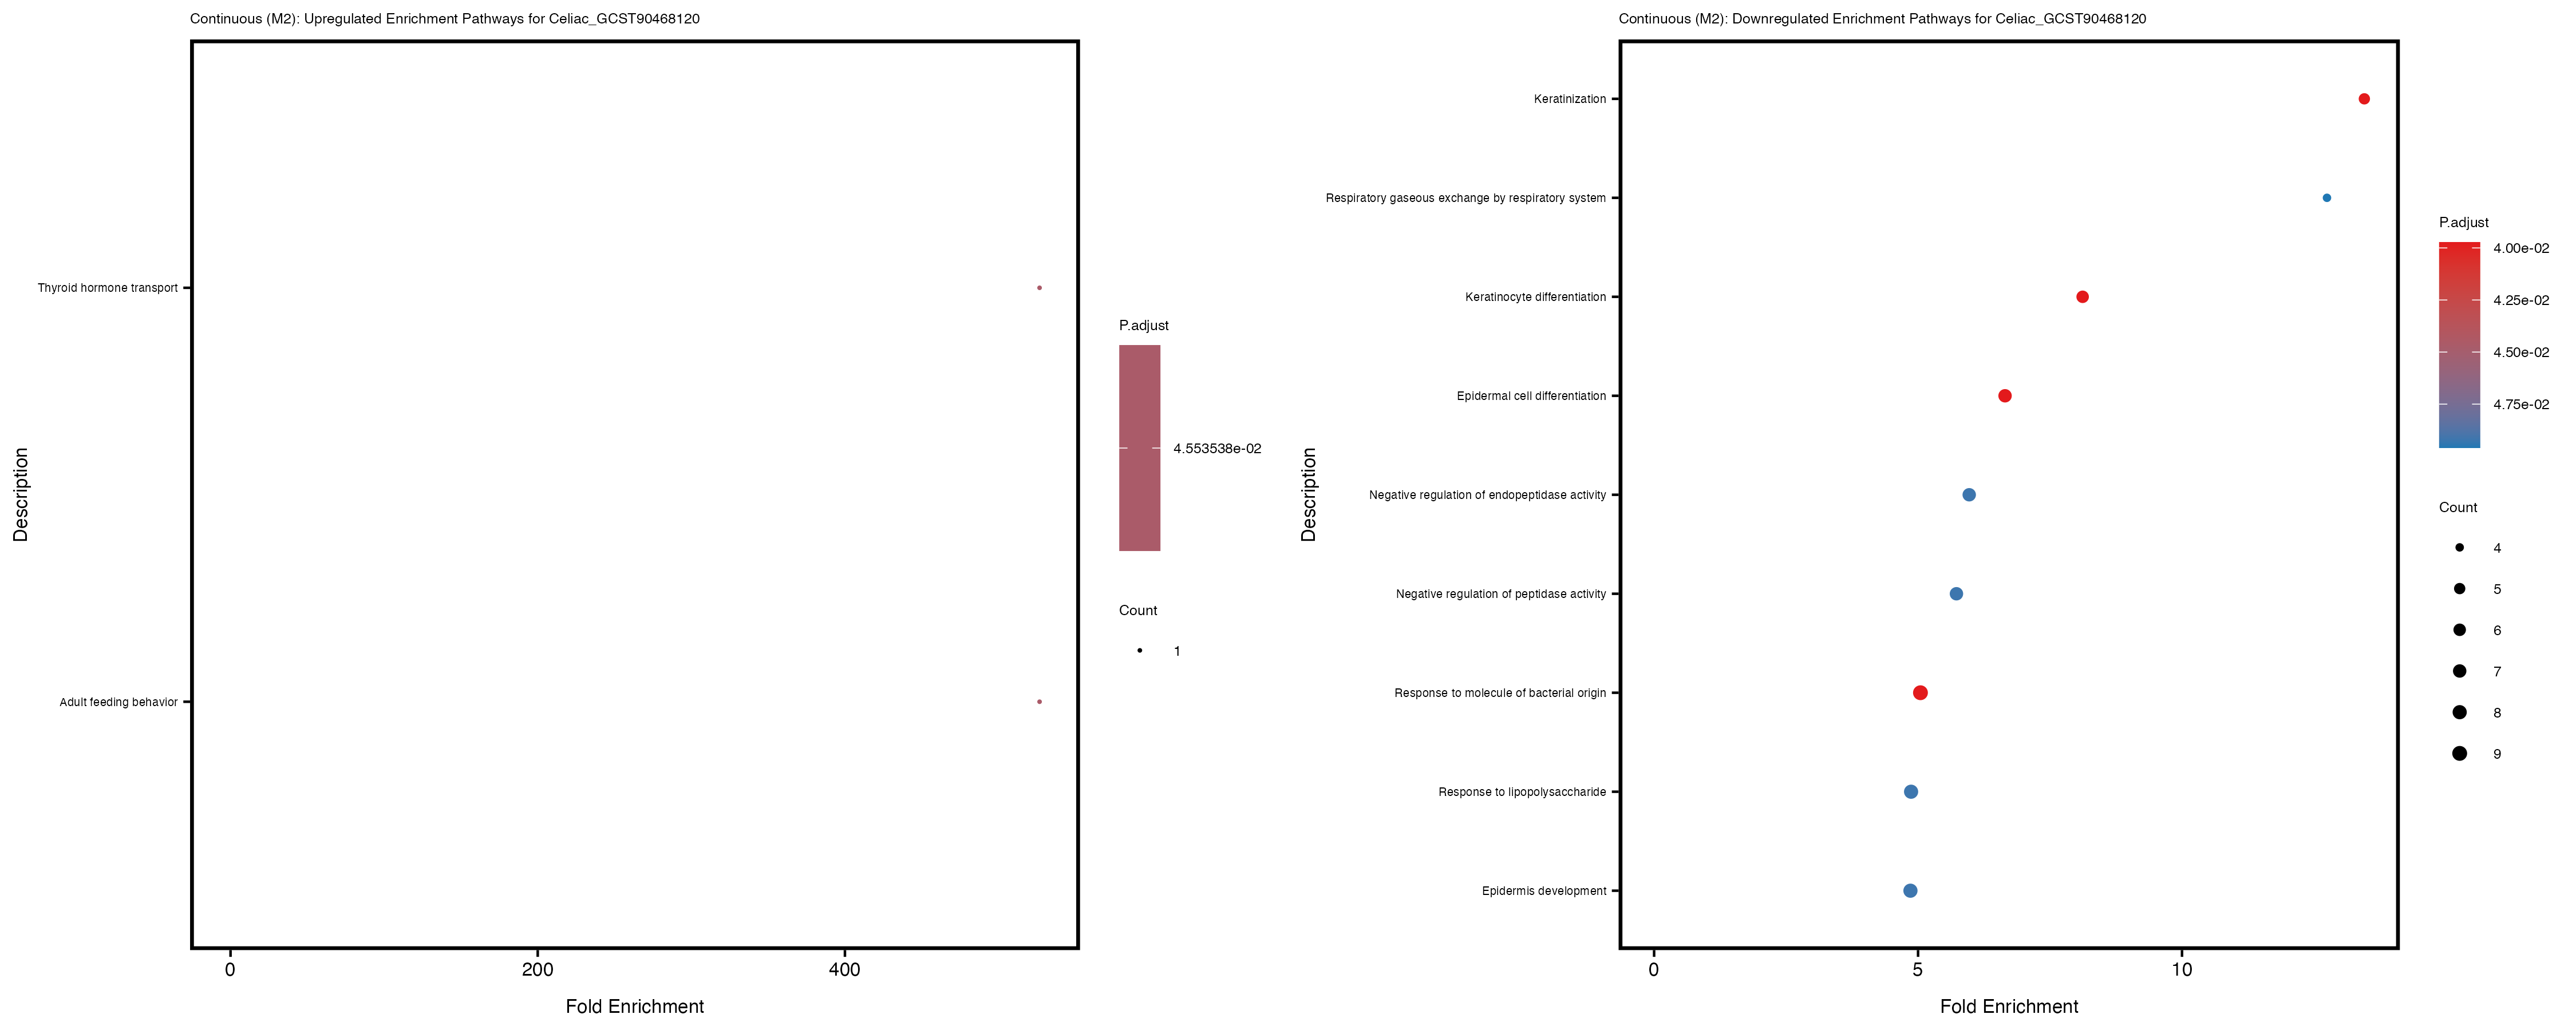 Continuous (M2): Upregulated Enrichment Pathways for Celiac_GCST90468120
Description
Thyroid hormone transport
Adult feeding behavior
0
200
400
Fold Enrichment
P.adjust
4.553538e-02
Count
1
Continuous (M2): Downregulated Enrichment Pathways for Celiac_GCST90468120
Description
Keratinization
Respiratory gaseous exchange by respiratory system
Keratinocyte differentiation
Epidermal cell differentiation
Negative regulation of endopeptidase activity
Negative regulation of peptidase activity
Response to molecule of bacterial origin
Response to lipopolysaccharide
Epidermis development
0
5
10
Fold Enrichment
P.adjust
4.00e-02
4.25e-02
4.50e-02
4.75e-02
Count
4
5
6
7
8
9